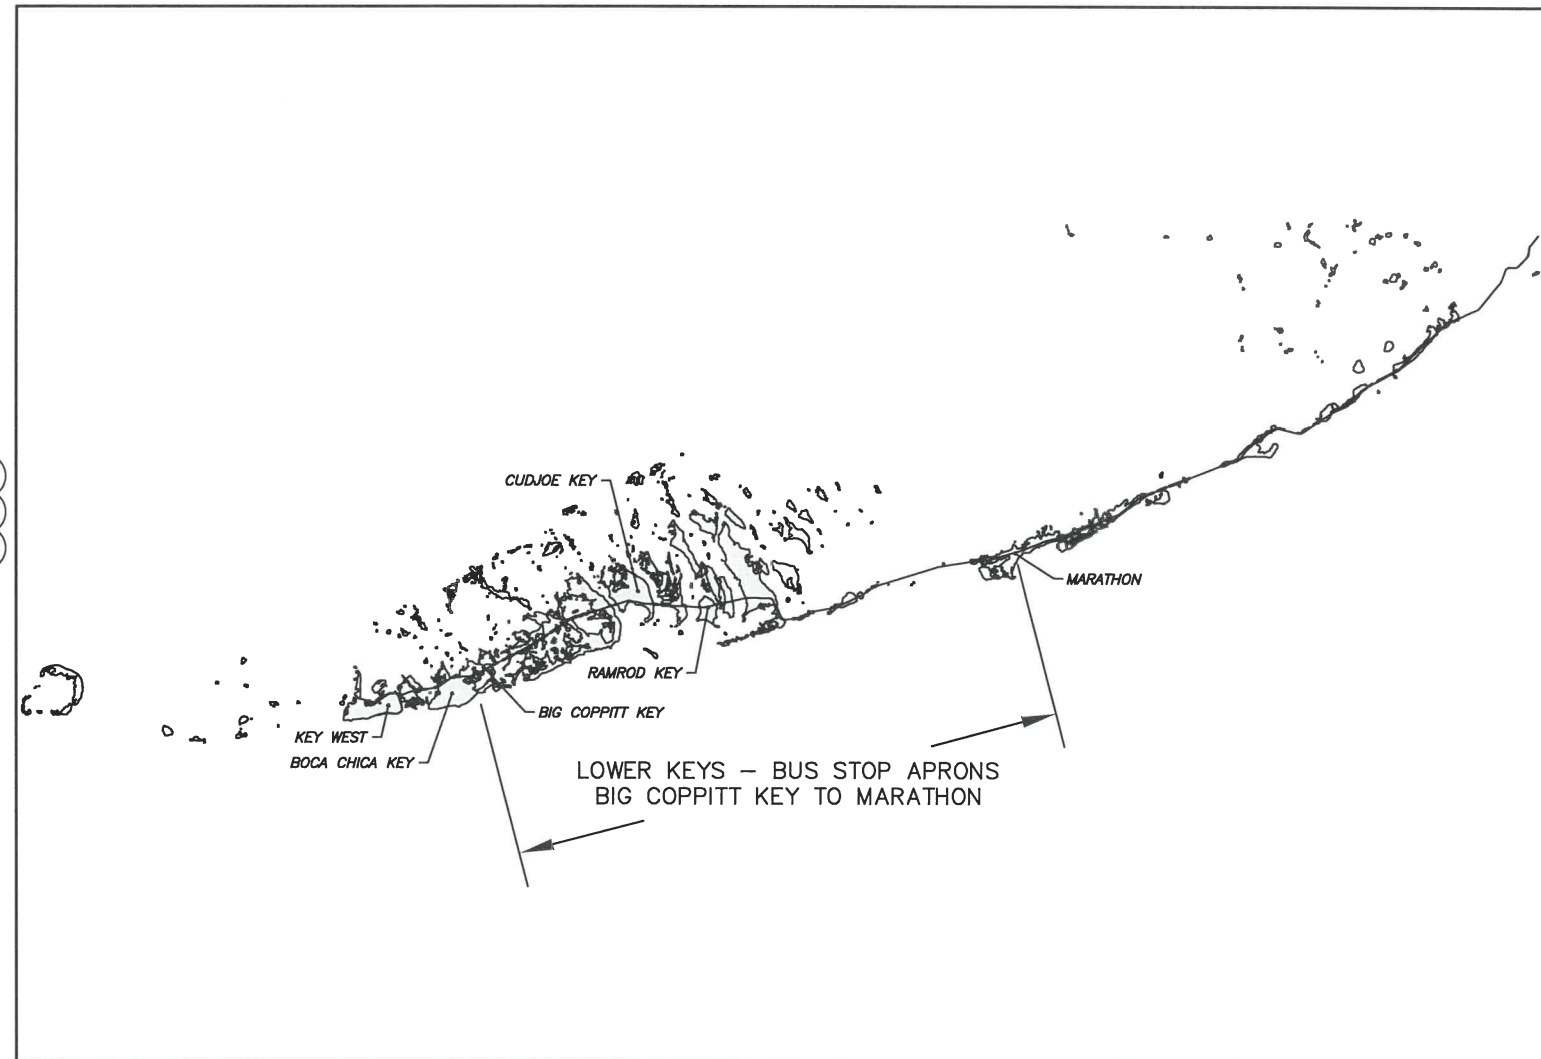 CUDJOE KEY
MARATHON
RAMROD KEY
BIG COPPITT KEY
KEY WEST
BOCA CHICA KEY
LOWER KEYS – BUS STOP APRONS
BIG COPPITT KEY TO MARATHON